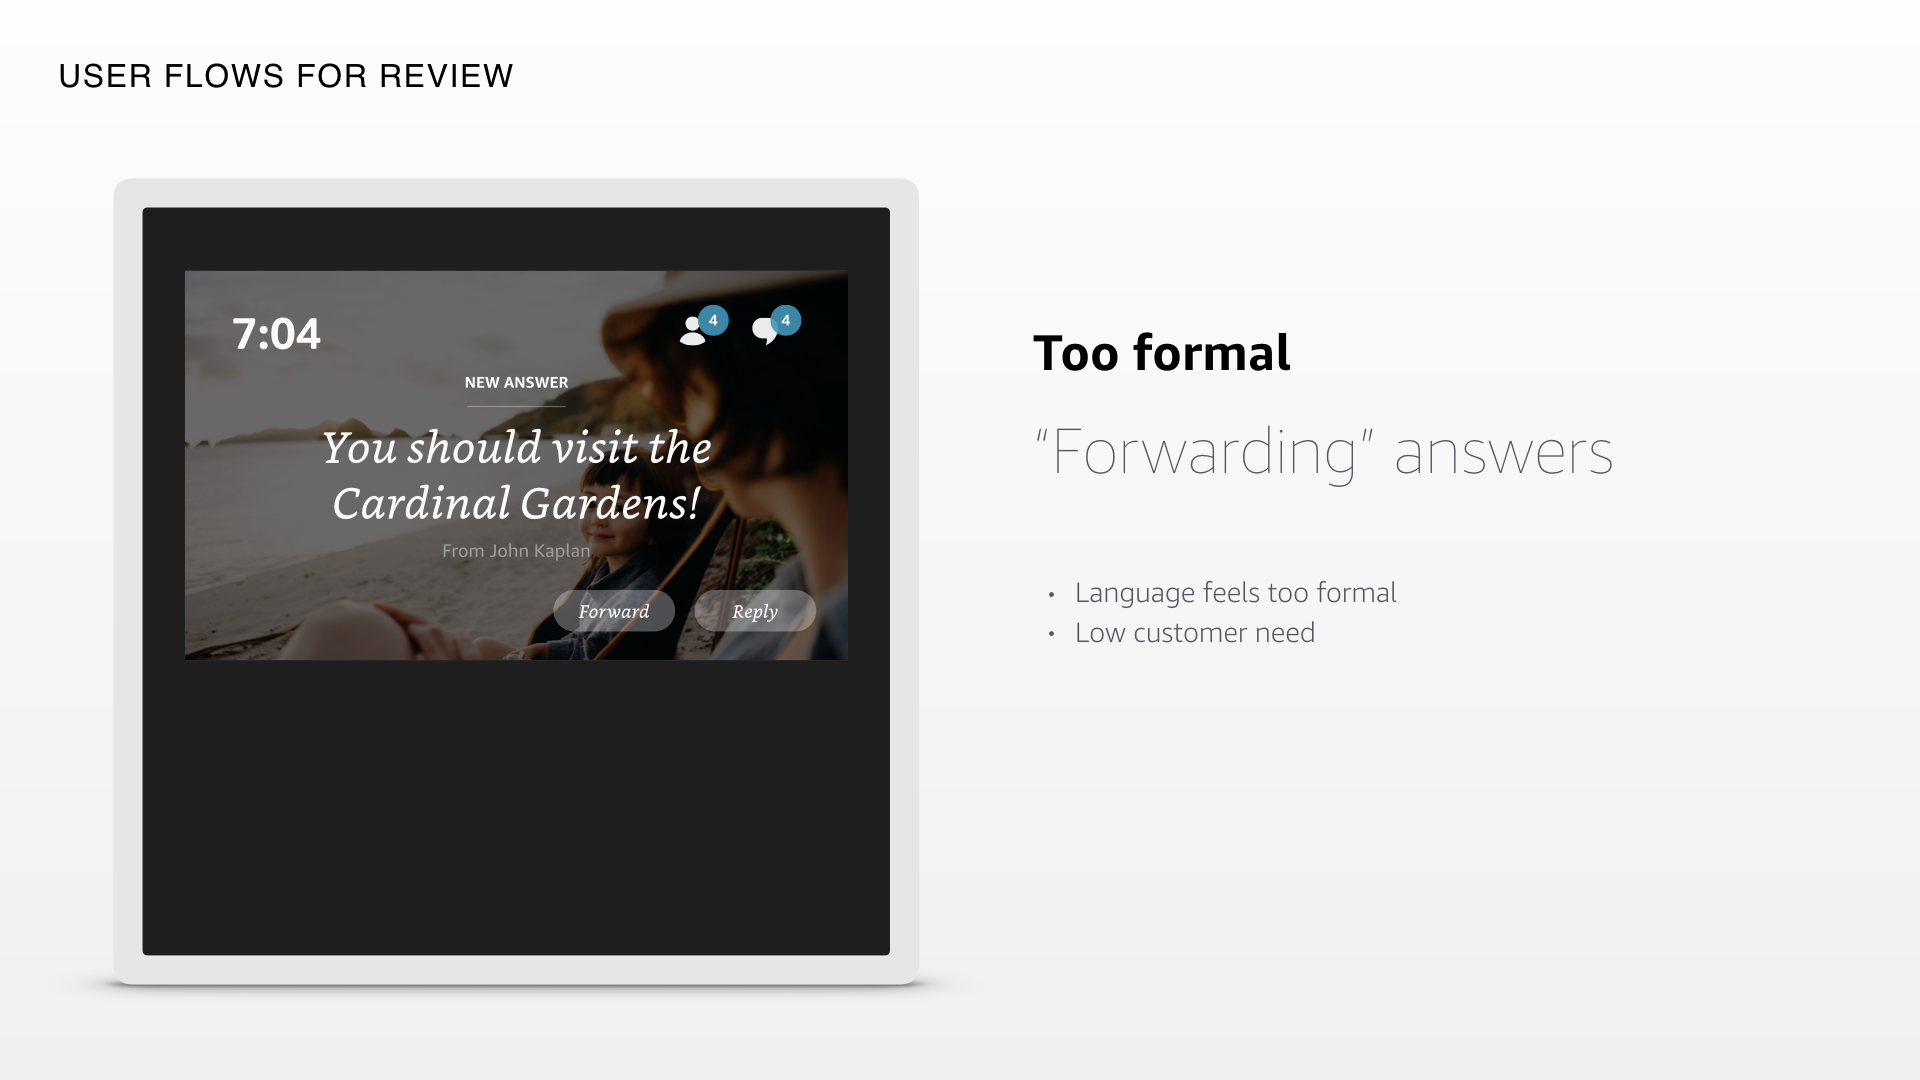 USER FLOWS FOR REVIEW
7:04
4
4
NEW ANSWER
You should visit the
Cardinal Gardens!
From John Kaplan
Forward
Reply
Too formal
“Forwarding” answers
• Language feels too formal
• Low customer need